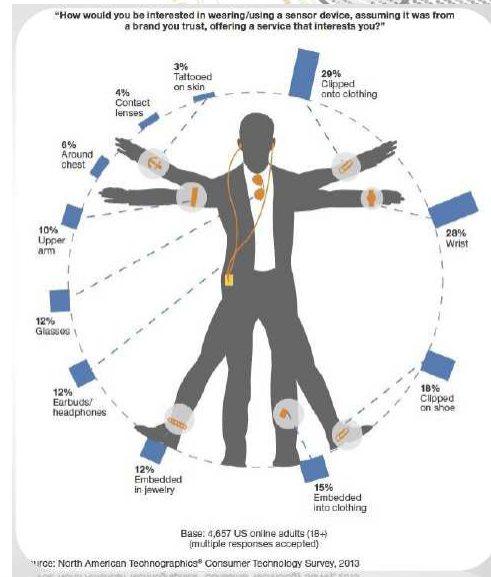 "How would you be interested in wearing/using a sensor device, assuming it was from
a brand you trust, offering a service that interests you?"
3%
Tattooed
on skin
29%
Clipped
onto clothing
4%
Contact
lenses
6%
Around
chest
10%
Upper
arm
28%
Wrist
12%
Glasses
12%
Earbuds/
headphones
18%
Clipped
on shoe
12%
Embedded
in jewelry
15%
Embedded
into clothing
Base: 4,657 US online adults (18+)
(multiple responses accepted)
urce: North American Technographics® Consumer Technology Survey, 2013